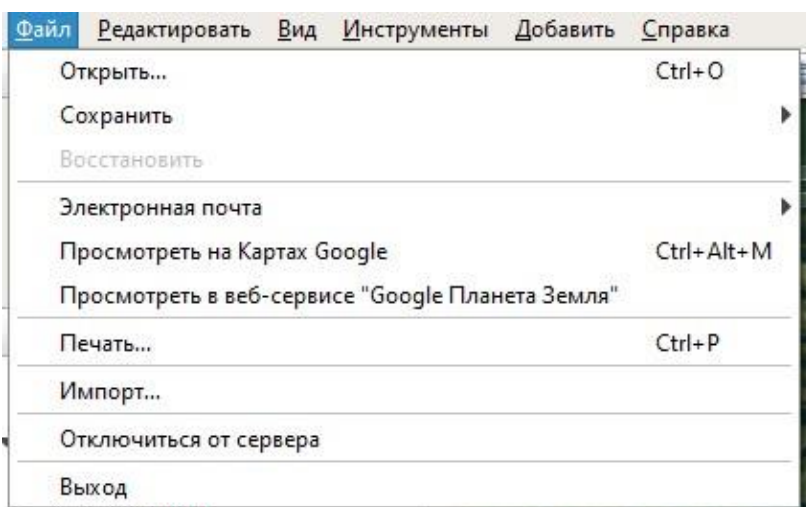 Файл Редактировать Вид Инструменты Добавить Справка
Открыть... Ctrl+O
Сохранить
Восстановить
Электронная почта
Просмотреть на Картах Google Ctrl+Alt+M
Просмотреть в веб-сервисе "Google Планета Земля"
Печать... Ctrl+P
Импорт...
Отключиться от сервера
Выход